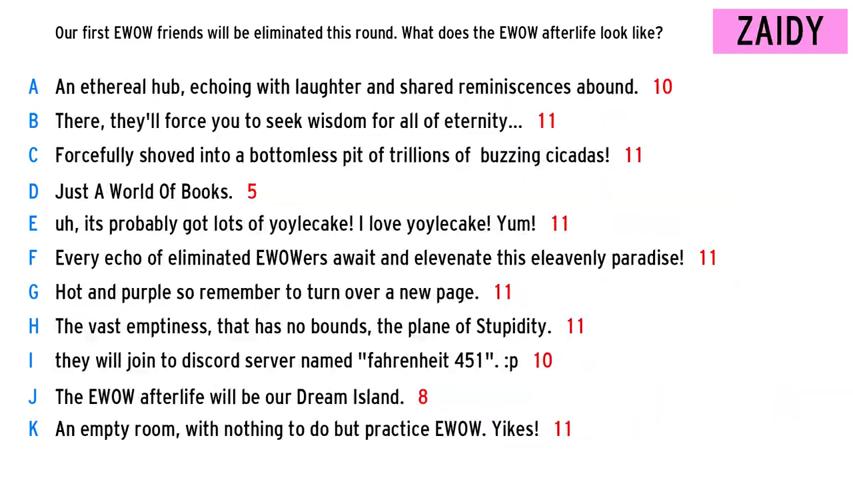 Our first EWOW friends will be eliminated this round. What does the EWOW afterlife look like?
ZAIDY
A An ethereal hub, echoing with laughter and shared reminiscences abound. 10
B There, they'll force you to seek wisdom for all of eternity... 11
C Forcefully shoved into a bottomless pit of trillions of buzzing cicadas! 11
D Just A World Of Books. 5
E uh, its probably got lots of yoylecake! I love yoylecake! Yum! 11
F Every echo of eliminated EWOWers await and elevenate this eleavenly paradise! 11
G Hot and purple so remember to turn over a new page. 11
H The vast emptiness, that has no bounds, the plane of Stupidity. 11
I they will join to discord server named "fahrenheit 451". :p 10
J The EWOW afterlife will be our Dream Island. 8
K An empty room, with nothing to do but practice EWOW. Yikes! 11